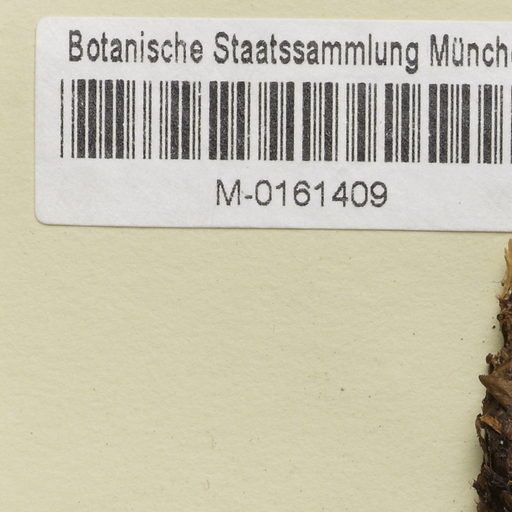 Botanische Staatssammlung Münch
M-0161409